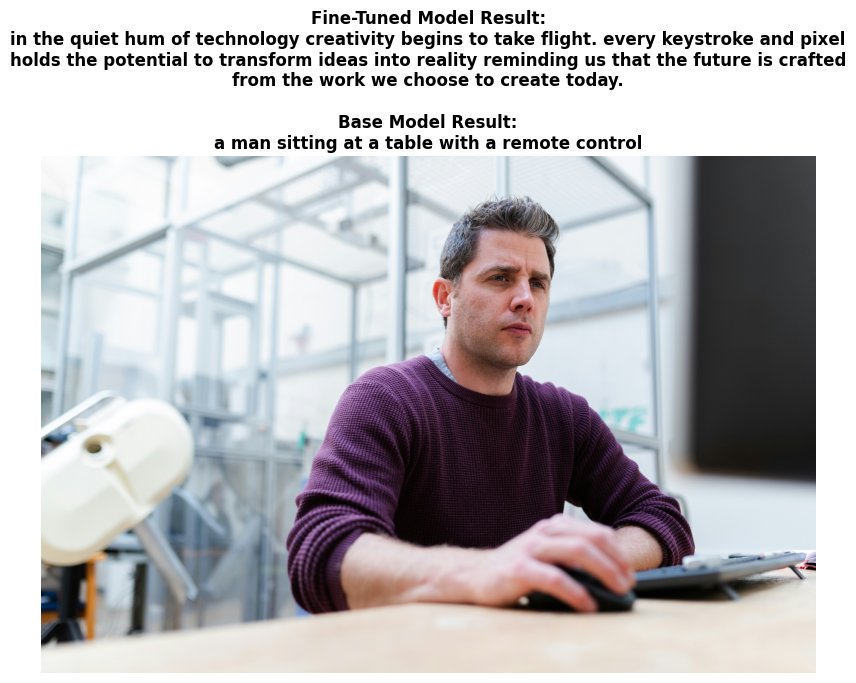 Fine-Tuned Model Result:
in the quiet hum of technology creativity begins to take flight. every keystroke and pixel
holds the potential to transform ideas into reality reminding us that the future is crafted
from the work we choose to create today.
Base Model Result:
a man sitting at a table with a remote control